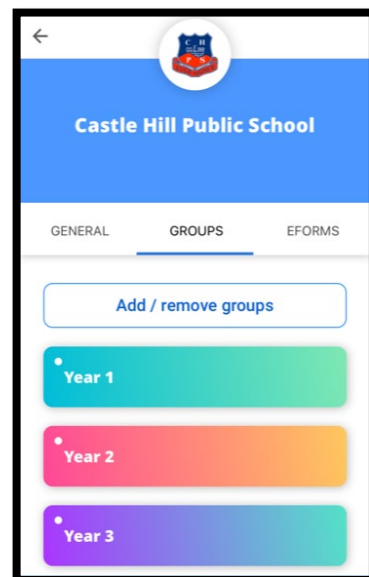 C H
P S
Castle Hill Public School
GENERAL GROUPS EFORMS
Add / remove groups
Year 1
Year 2
Year 3